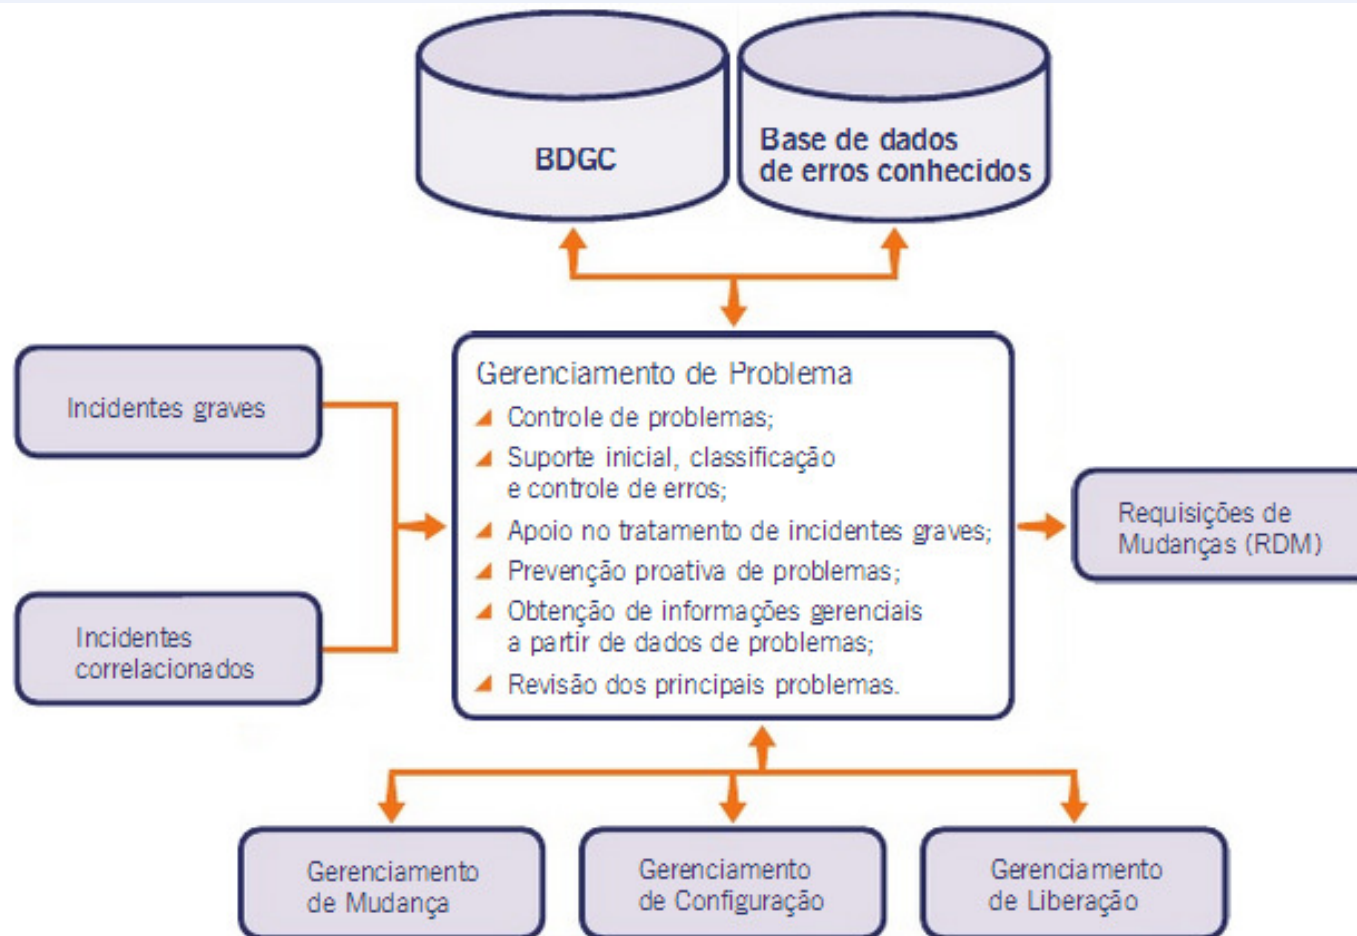 BDGC
Base de dados
de erros conhecidos
Incidentes graves
Incidentes
correlacionados
Gerenciamento de Problema
Controle de problemas;
Suporte inicial, classificação
e controle de erros;
Apoio no tratamento de incidentes graves;
Prevenção proativa de problemas;
Obtenção de informações gerenciais
a partir de dados de problemas;
Revisão dos principais problemas.
Requisições de
Mudanças (RDM)
Gerenciamento
de Mudança
Gerenciamento
de Configuração
Gerenciamento
de Liberação